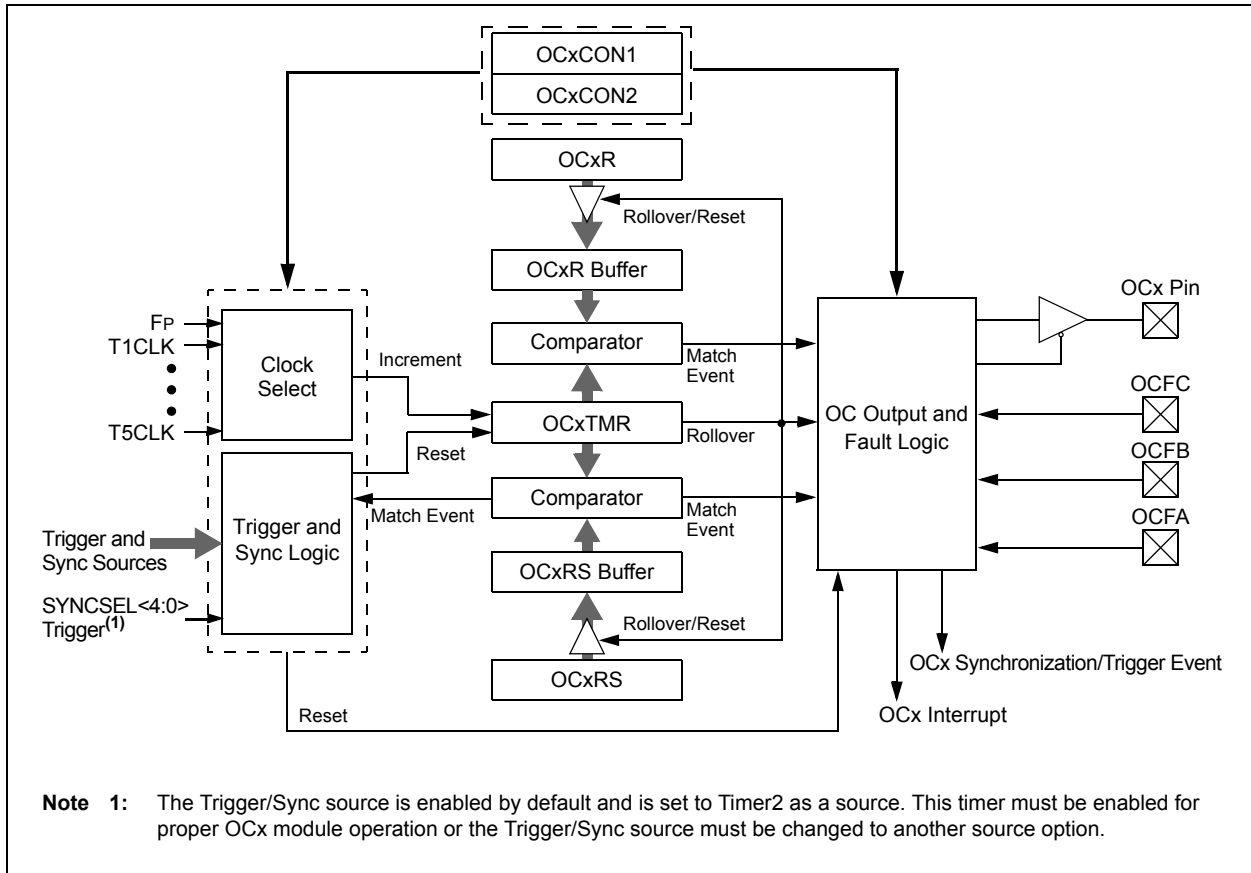 OCxCON1
OCxCON2
OCxR
Rollover/Reset
OCxR Buffer
OCx Pin
FP
T1CLK
T5CLK
Clock
Select
Increment
Comparator
Match
Event
OCFC
OCxTMR
Rollover
Reset
OC Output and
Fault Logic
OCFB
Comparator
Match Event
Match
Event
OCFA
Trigger and
Sync Logic
Trigger and
Sync Sources
OCxRS Buffer
SYNCSEL<4:0>
Trigger(1)
Rollover/Reset
OCxRS
OCx Synchronization/Trigger Event
OCx Interrupt
Reset
Note 1: The Trigger/Sync source is enabled by default and is set to Timer2 as a source. This timer must be enabled for
proper OCx module operation or the Trigger/Sync source must be changed to another source option.